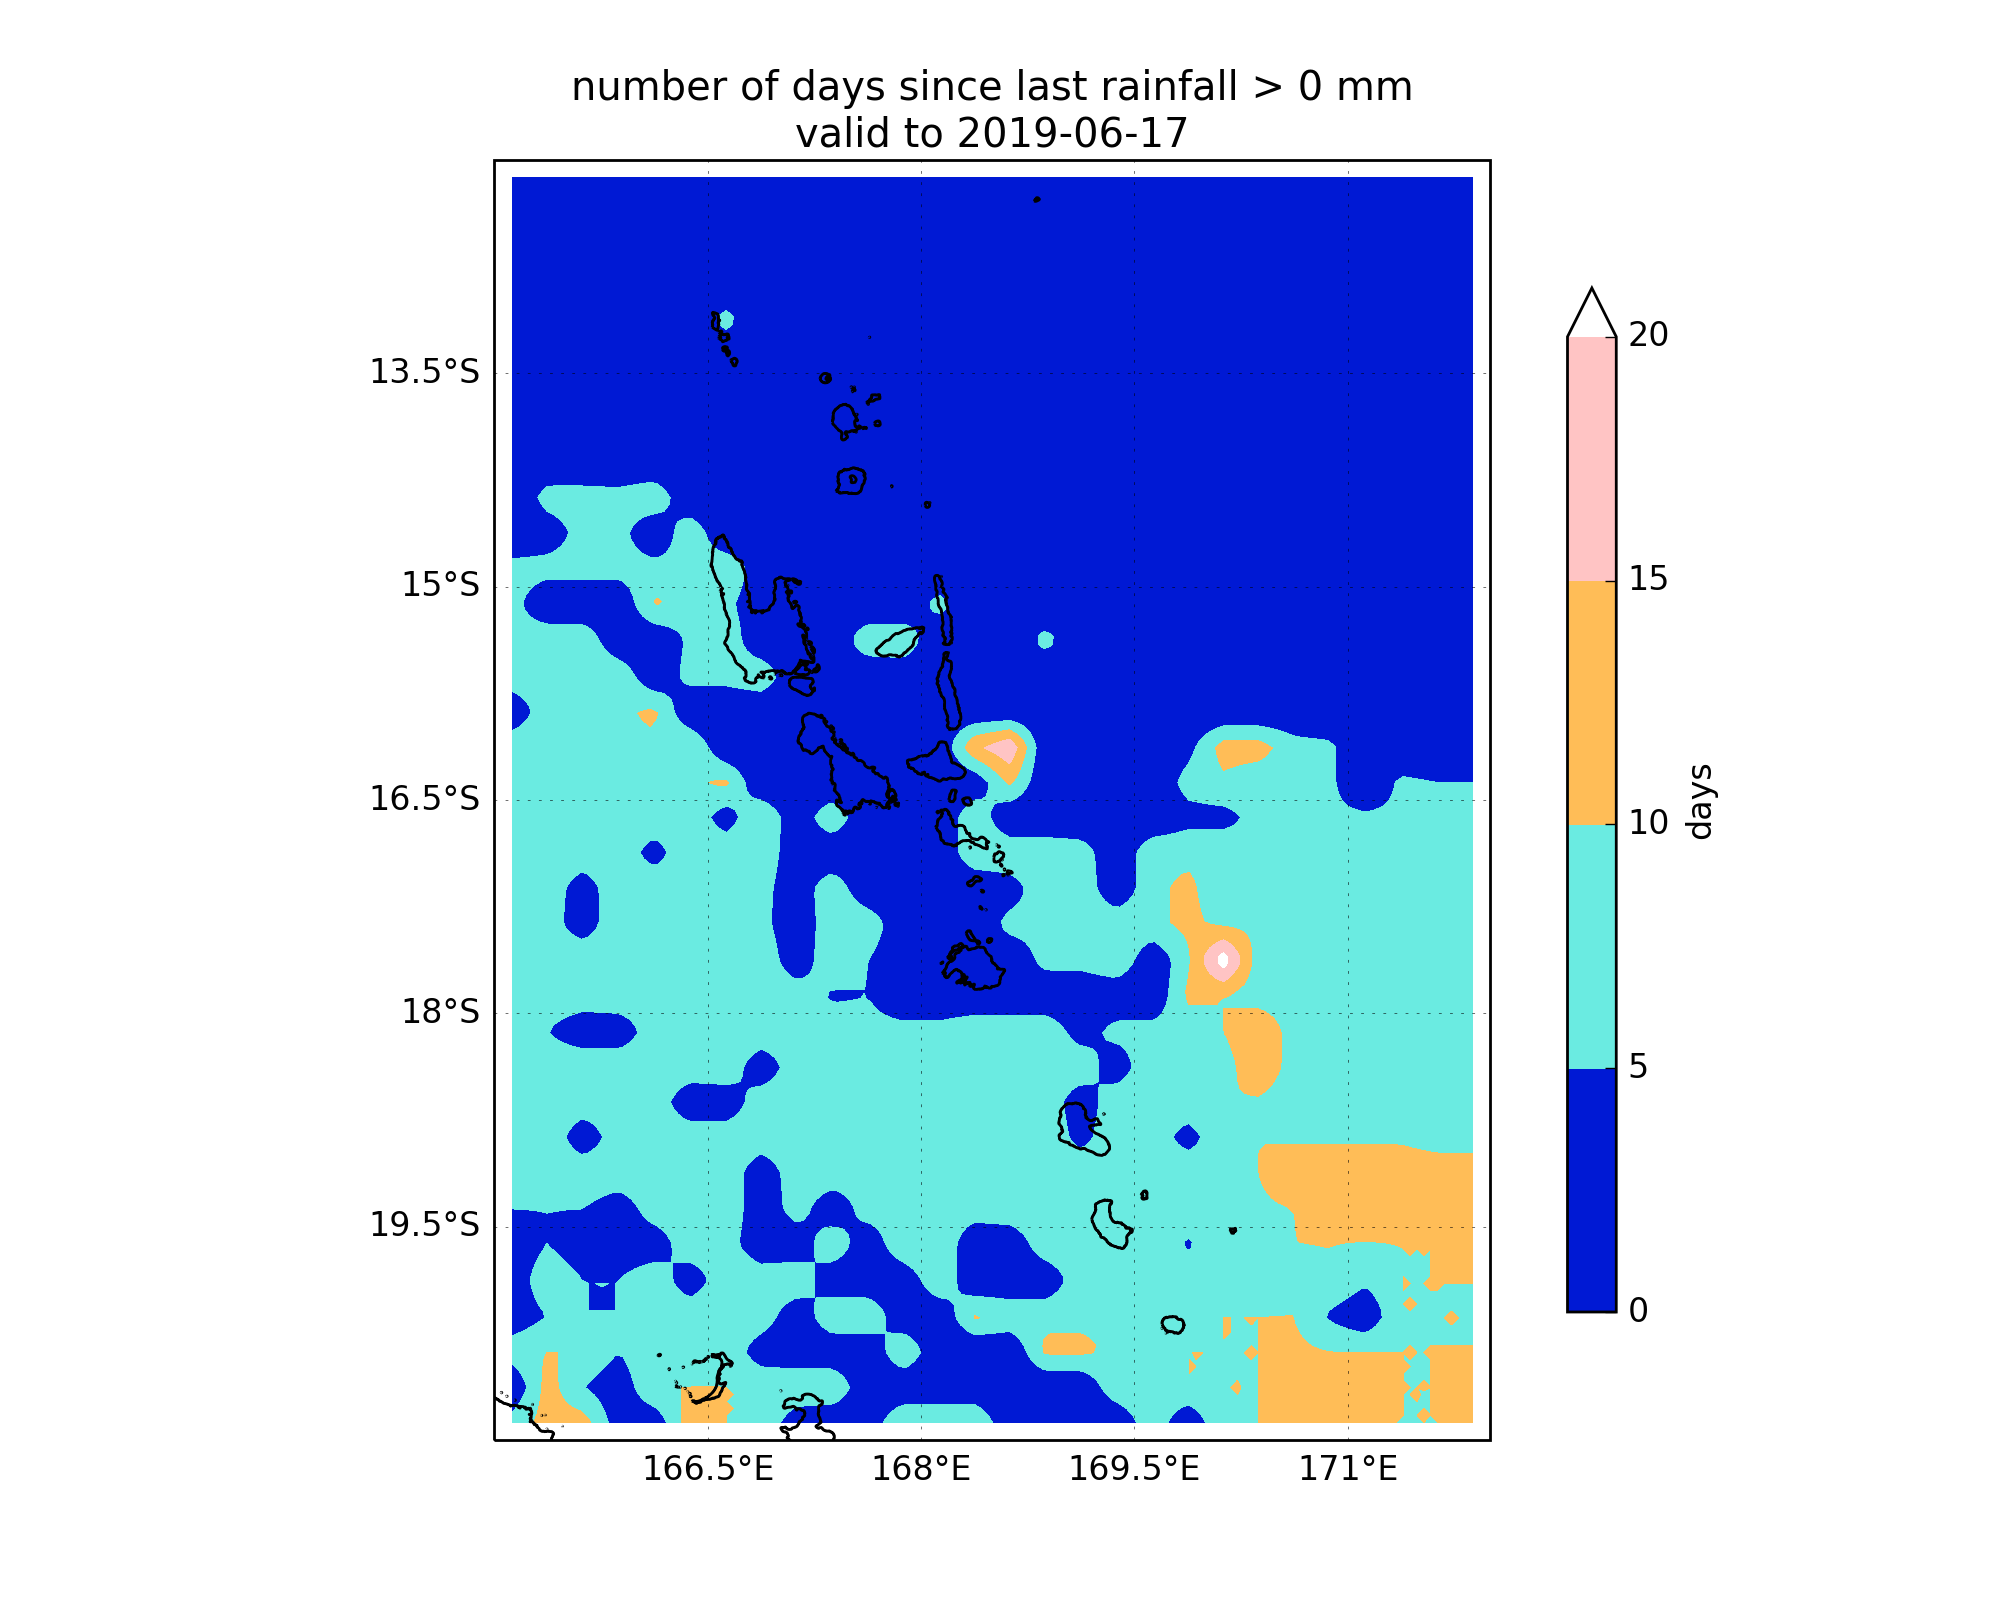 number of days since last rainfall > 0 mm
valid to 2019-06-17
13.5°S
15°S
16.5°S
18°S
19.5°S
166.5°E
168°E
169.5°E
171°E
20
15
10
5
0
days